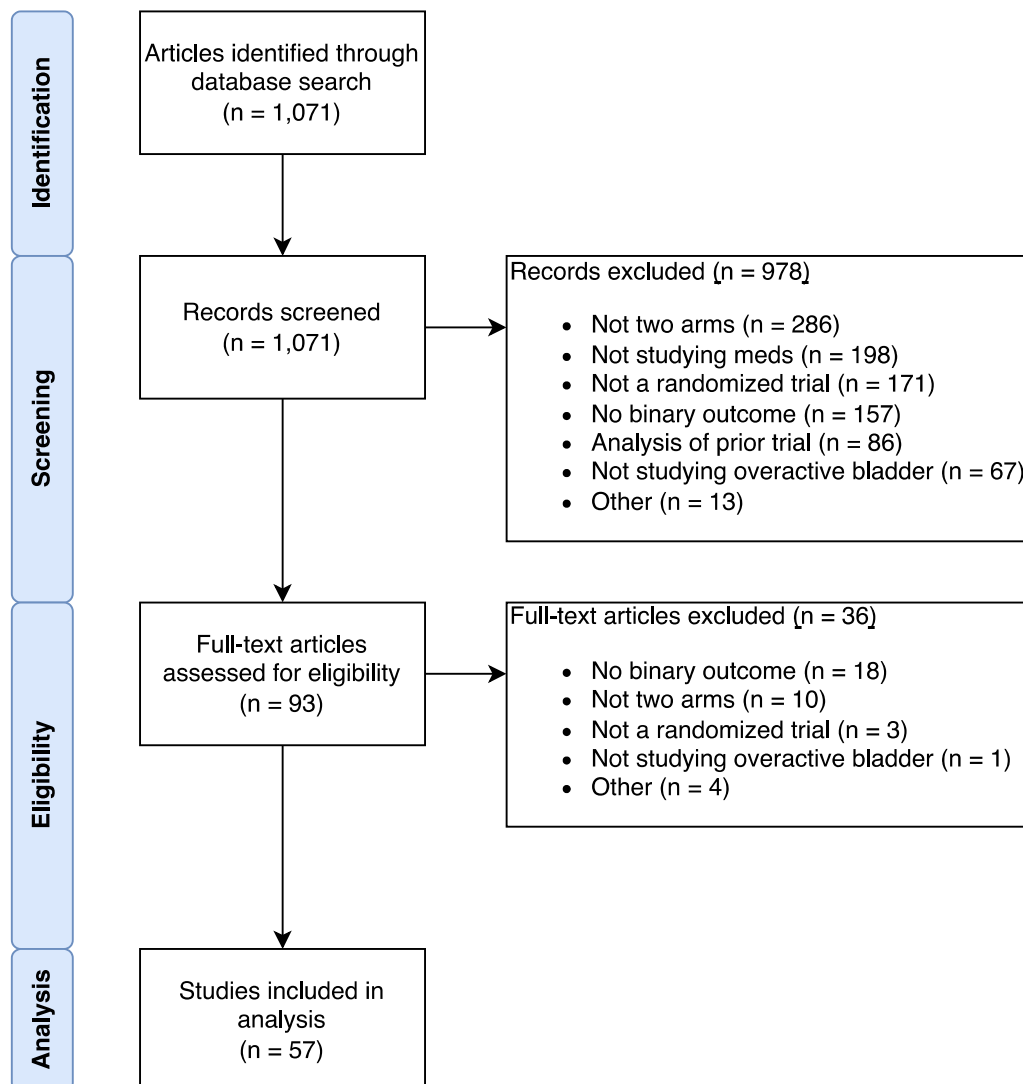 Identification
Articles identified through
database search
(n = 1,071)
Screening
Records screened
(n = 1,071)
Records excluded (n = 978)
• Not two arms (n = 286)
• Not studying meds (n = 198)
• Not a randomized trial (n = 171)
• No binary outcome (n = 157)
• Analysis of prior trial (n = 86)
• Not studying overactive bladder (n = 67)
• Other (n = 13)
Eligibility
Full-text articles
assessed for eligibility
(n = 93)
Full-text articles excluded (n = 36)
• No binary outcome (n = 18)
• Not two arms (n = 10)
• Not a randomized trial (n = 3)
• Not studying overactive bladder (n = 1)
• Other (n = 4)
Analysis
Studies included in
analysis
(n = 57)